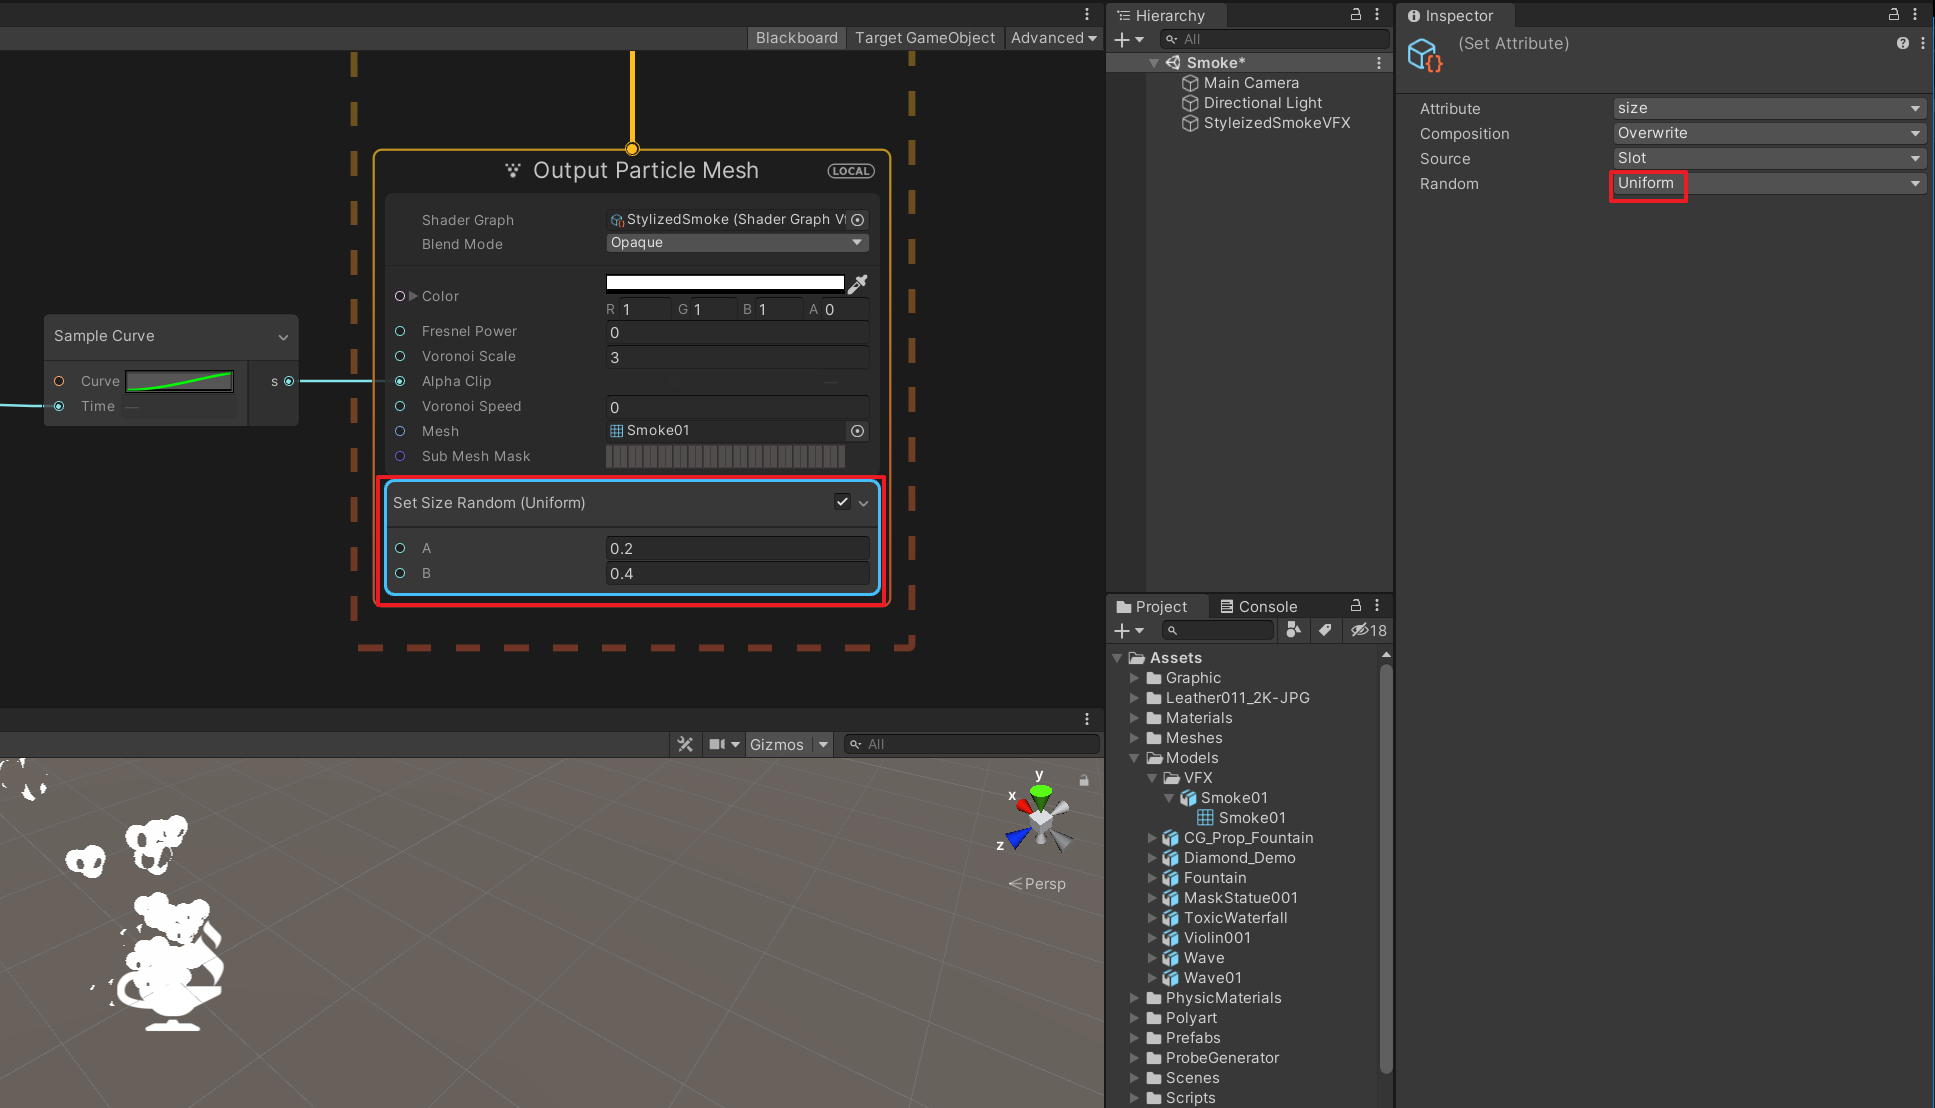 Blackboard
Target GameObject
Advanced
Output Particle Mesh
LOCAL
Shader Graph
StylizedSmoke (Shader Graph Vf
Blend Mode
Opaque
Color
R 1 G 1 B 1 A 0
Fresnel Power
0
Voronoi Scale
3
Alpha Clip
Voronoi Speed
0
Mesh
Smoke01
Sub Mesh Mask
Set Size Random (Uniform)
A
0.2
B
0.4
Sample Curve
Curve
s
Time
Gizmos
All
y
x
z
Persp
Hierarchy
All
Smoke*
Main Camera
Directional Light
StyleizedSmokeVFX
Project
Console
18
Assets
Graphic
Leather011_2K-JPG
Materials
Meshes
Models
VFX
Smoke01
Smoke01
CG_Prop_Fountain
Diamond_Demo
Fountain
MaskStatue001
ToxicWaterfall
Violin001
Wave
Wave01
PhysicMaterials
Polyart
Prefabs
ProbeGenerator
Scenes
Scripts
Inspector
(Set Attribute)
Attribute
size
Composition
Overwrite
Source
Slot
Random
Uniform